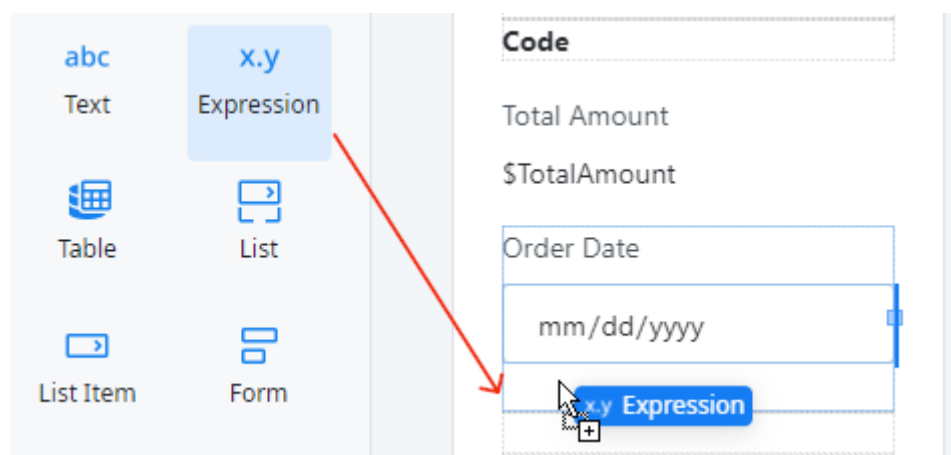 abc
Text
x.y
Expression
Table
List
List Item
Form
Code
Total Amount
$TotalAmount
Order Date
mm/dd/yyyy
x.y Expression